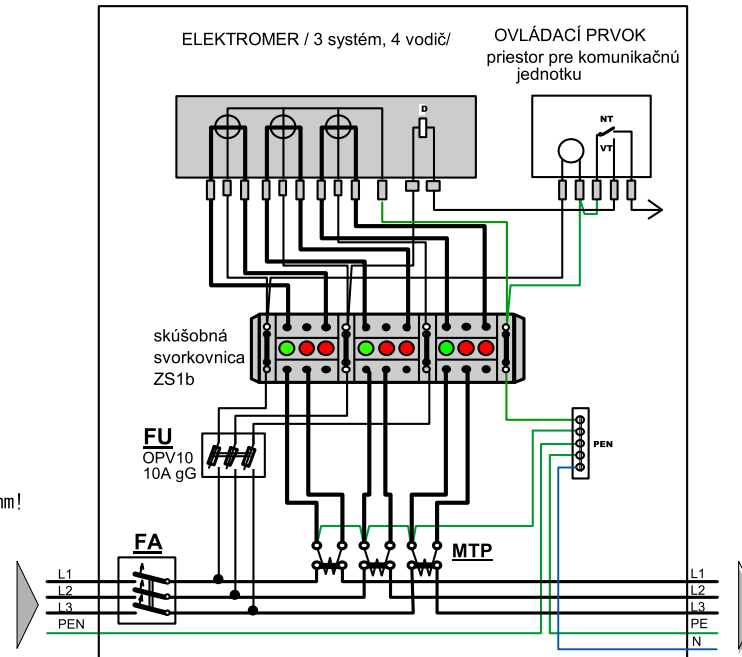 ELEKTROMER / 3 systém, 4 vodič/
OVLÁDACÍ PRVOK
priestor pre komunikačnú
jednotku
D
NT
VT
skúšobná
svorkovnica
ZS1b
FU
OPV10
10A gG
PEN
nm!
FA
MTP
L1
L2
L3
PEN
L1
L2
L3
PE
N